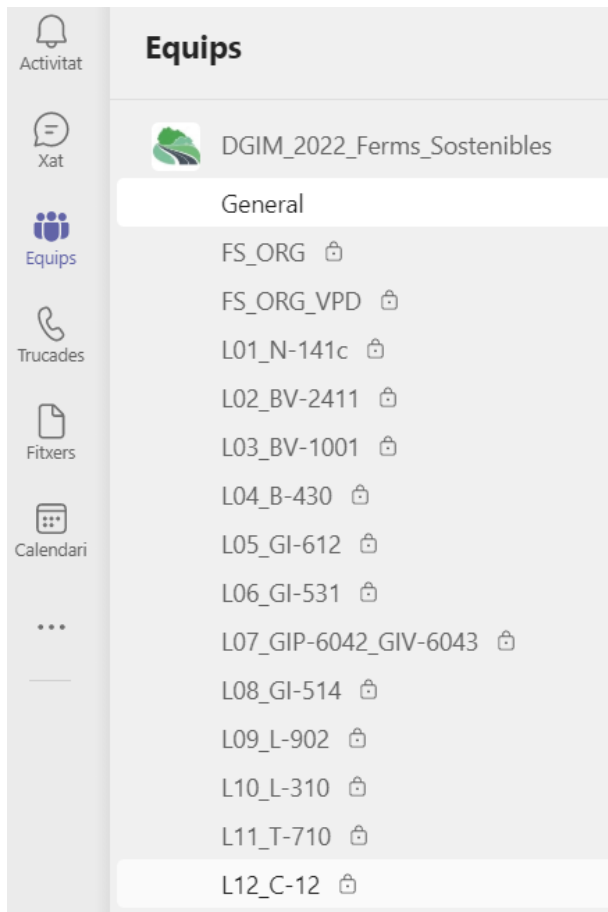 Activitat
Xat
Equips
Trucades
Fitxers
Calendari
Equips
DGIM_2022_Ferms_Sostenibles
General
FS_ORG
FS_ORG_VPD
L01_N-141c
L02_BV-2411
L03_BV-1001
L04_B-430
L05_GI-612
L06_GI-531
L07_GIP-6042_GIV-6043
L08_GI-514
L09_L-902
L10_L-310
L11_T-710
L12_C-12